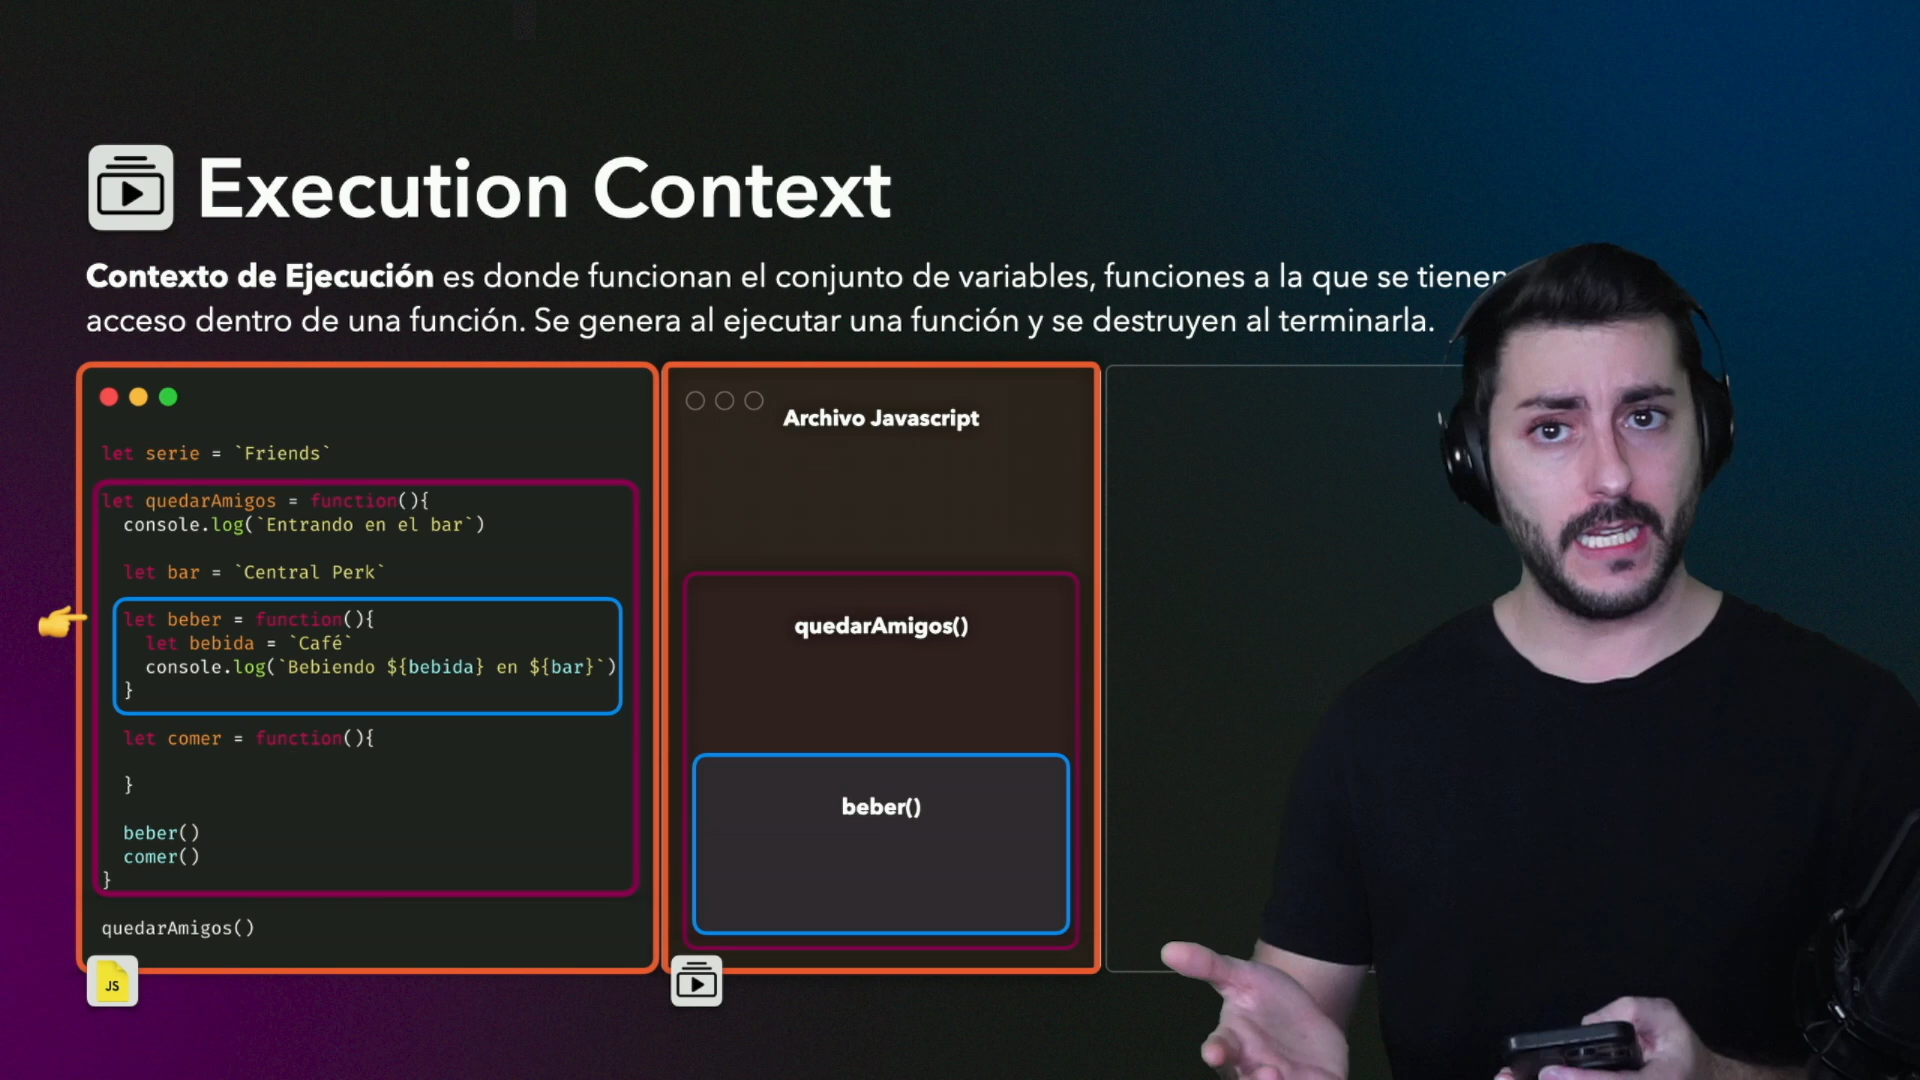 Execution Context
Contexto de Ejecución es donde funcionan el conjunto de variables, funciones a la que se tienen
acceso dentro de una función. Se genera al ejecutar una función y se destruyen al terminarla.
let serie = `Friends`
let quedarAmigos = function(){
console.log(`Entrando en el bar`)
let bar = `Central Perk`
let beber = function(){
let bebida = `Café`
console.log(`Bebiendo ${bebida} en ${bar}`)
}
let comer = function(){
}
beber()
comer()
}
quedarAmigos()
JS
Archivo Javascript
quedarAmigos()
beber()